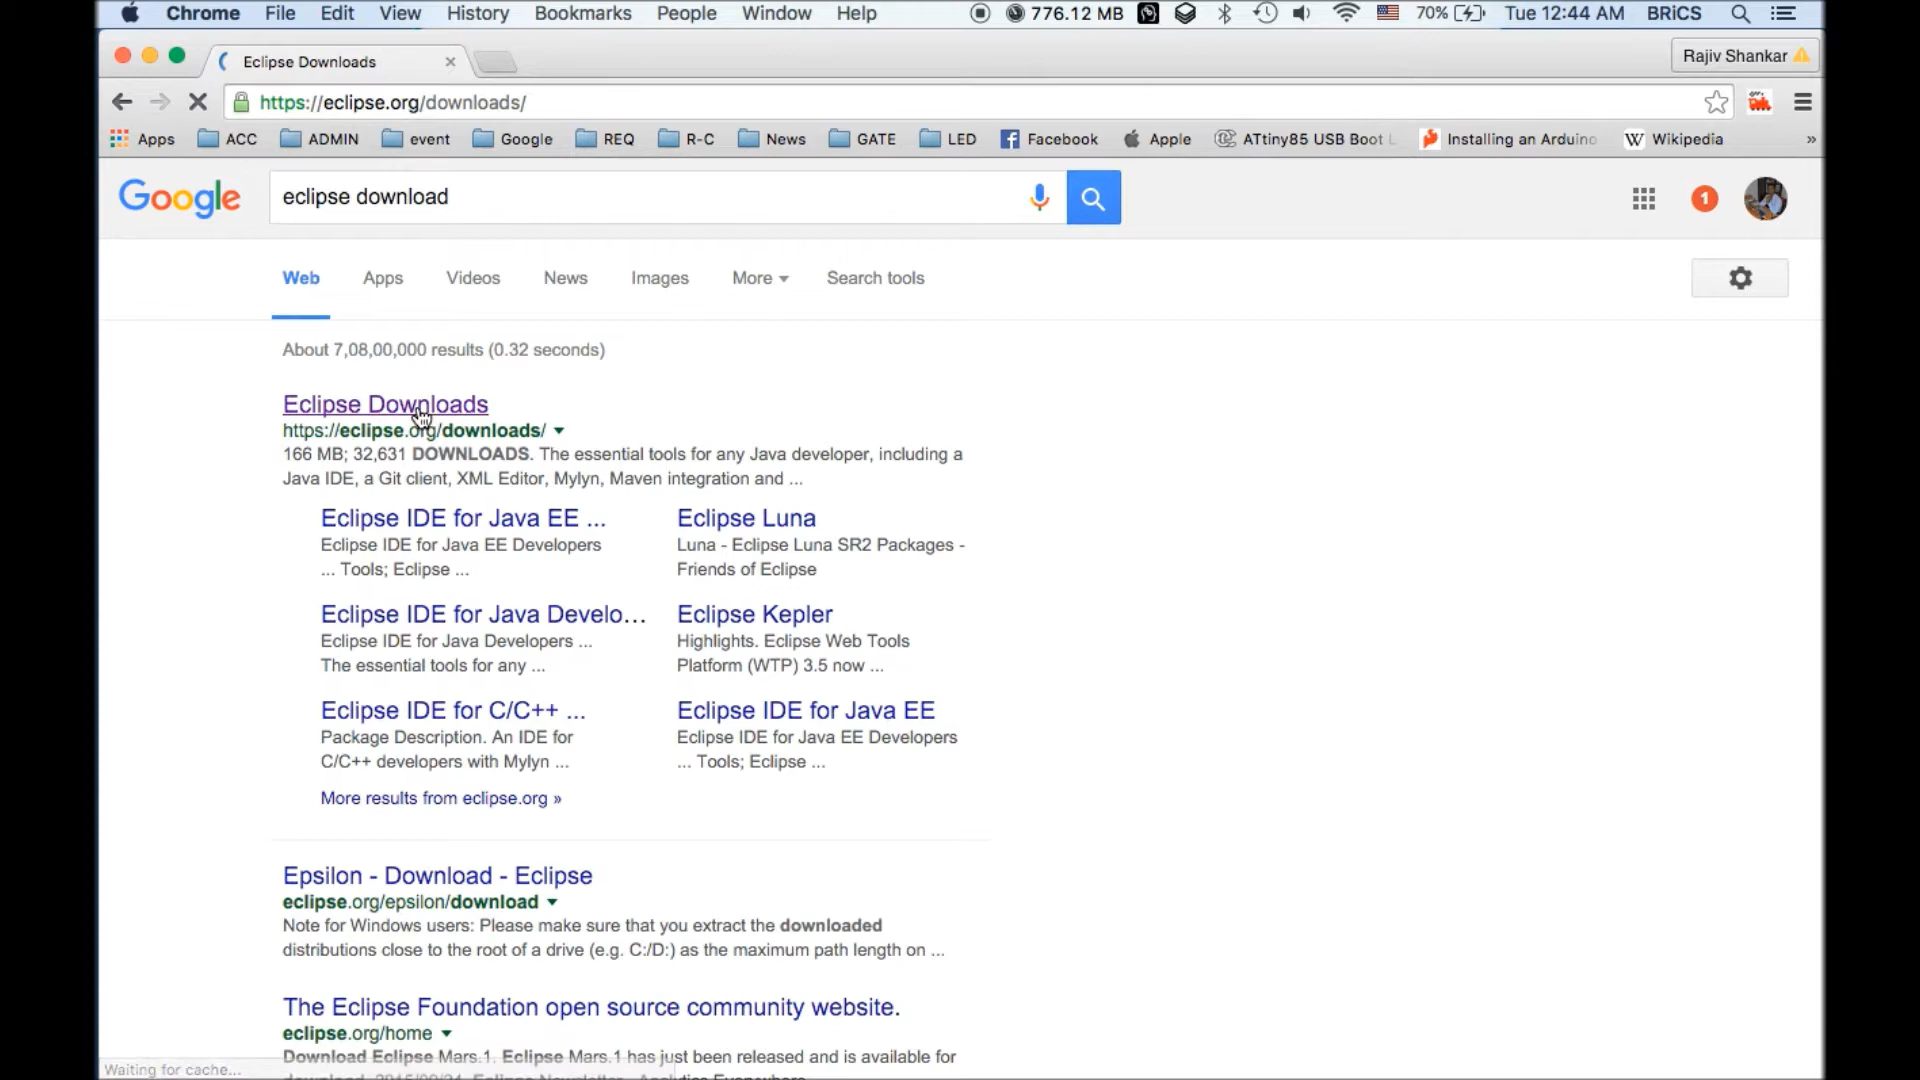 Chrome File Edit View History Bookmarks People Window Help 776.12 MB 70% Tue 12:44 AM BRiCS
Eclipse Downloads Rajiv Shankar
https://eclipse.org/downloads/
Apps ACC ADMIN event Google REQ R-C News GATE LED Facebook Apple ATtiny85 USB Boot Installing an Arduino Wikipedia »
Google eclipse download 1
Web Apps Videos News Images More Search tools
About 7,08,00,000 results (0.32 seconds)
Eclipse Downloads
https://eclipse.org/downloads/
166 MB; 32,631 DOWNLOADS. The essential tools for any Java developer, including a
Java IDE, a Git client, XML Editor, Mylyn, Maven integration and ...
Eclipse IDE for Java EE ...
Eclipse IDE for Java EE Developers
... Tools; Eclipse ...
Eclipse Luna
Luna - Eclipse Luna SR2 Packages -
Friends of Eclipse
Eclipse IDE for Java Develo...
Eclipse IDE for Java Developers ...
The essential tools for any ...
Eclipse Kepler
Highlights. Eclipse Web Tools
Platform (WTP) 3.5 now ...
Eclipse IDE for C/C++ ...
Package Description. An IDE for
C/C++ developers with Mylyn ...
Eclipse IDE for Java EE
Eclipse IDE for Java EE Developers
... Tools; Eclipse ...
More results from eclipse.org »
Epsilon - Download - Eclipse
eclipse.org/epsilon/download
Note for Windows users: Please make sure that you extract the downloaded
distributions close to the root of a drive (e.g. C:/D:) as the maximum path length on ...
The Eclipse Foundation open source community website.
eclipse.org/home
Download Eclipse Mars.1. Eclipse Mars.1 has just been released and is available for
Waiting for cache...